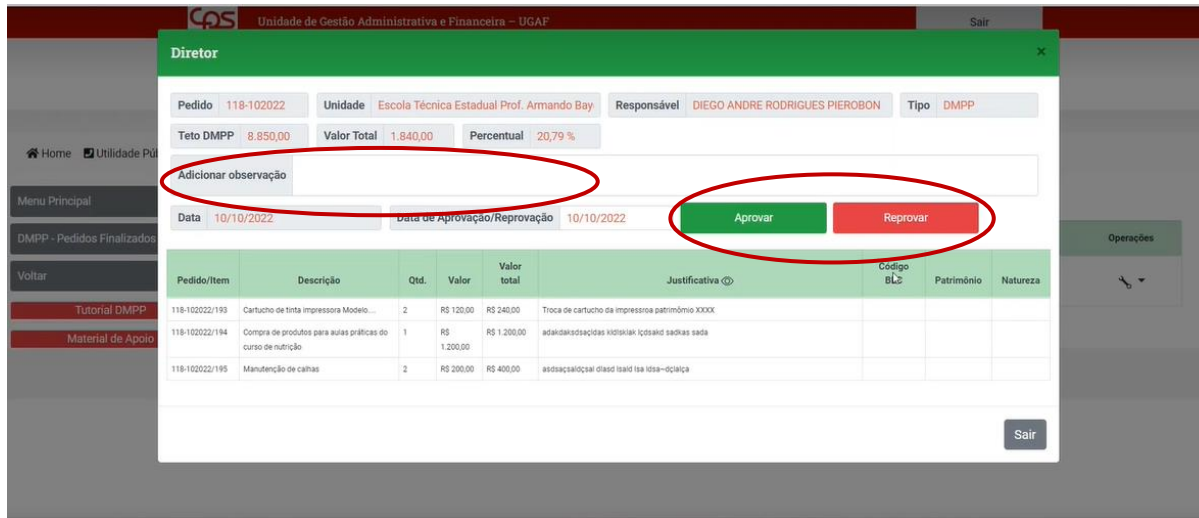 CPS Unidade de Gestão Administrativa e Financeira – UGAF Sair
Diretor ×
Pedido 118-102022 Unidade Escola Técnica Estadual Prof. Armando Bay Responsável DIEGO ANDRE RODRIGUES PIEROBON Tipo DMPP
Teto DMPP 8.850,00 Valor Total 1.840,00 Percentual 20,79 %
Home Utilidade Púb
Adicionar observação
Menu Principal
Data 10/10/2022 Data de Aprovação/Reprovação 10/10/2022 Aprovar Reprovar
DMPP - Pedidos Finalizados Operações
Voltar
Pedido/Item Descrição Qtd. Valor Valor total Justificativa Código Patrimônio Natureza
Tutorial DMPP
118-102022/193 Cartucho de tinta impressora Modelo... 2 R$ 120,00 R$ 240,00 Troca de cartucho da impressroa patrimômio XXXX
Material de Apoio
118-102022/194 Compra de produtos para aulas práticas do curso de nutrição 1 R$ 1.200,00 R$ 1.200,00 adakdaksdsaçldas kldlsklak lçdsakd sadkas sada
118-102022/195 Manutenção de calhas 2 R$ 200,00 R$ 400,00 asdsaçsaldçsal dlasd lsald lsa ldsa~dçlalça
Sair